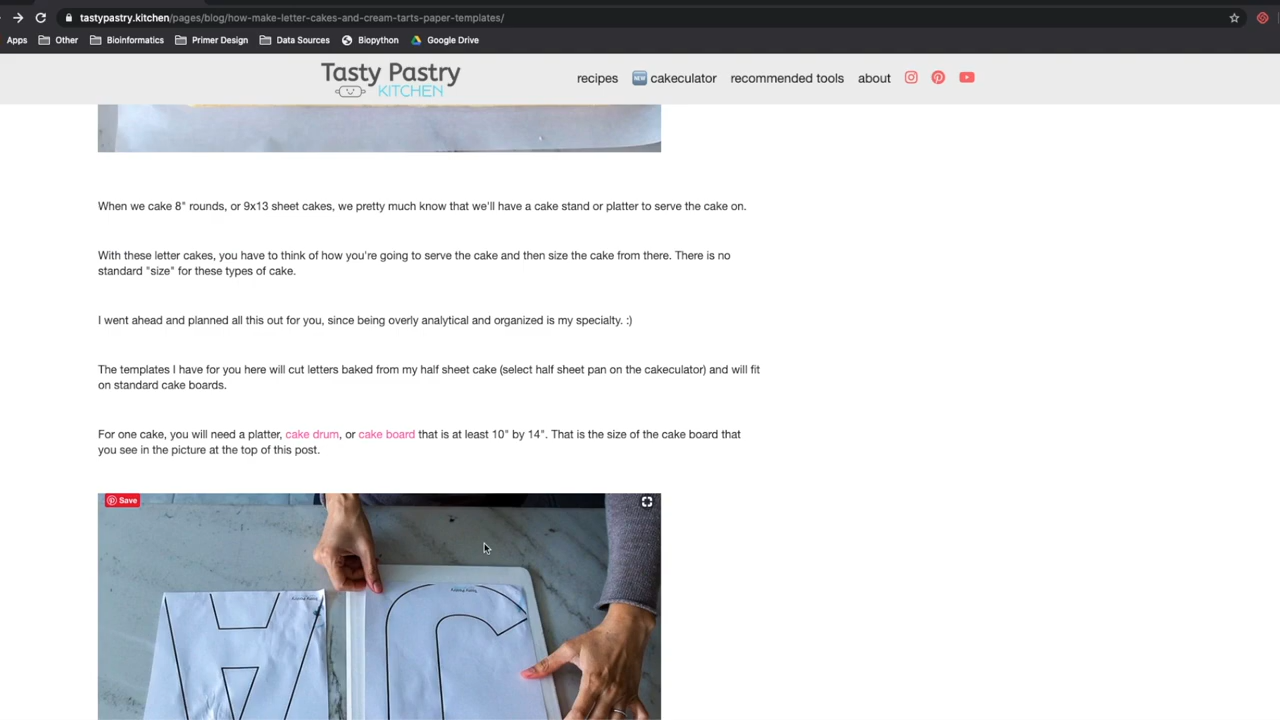 tastypastry.kitchen/pages/blog/how-make-letter-cakes-and-cream-tarts-paper-templates/
Apps Other Bioinformatics Primer Design Data Sources Biopython Google Drive
Tasty Pastry
KITCHEN
recipes NEW cakeculator recommended tools about
When we cake 8" rounds, or 9x13 sheet cakes, we pretty much know that we'll have a cake stand or platter to serve the cake on.
With these letter cakes, you have to think of how you're going to serve the cake and then size the cake from there. There is no
standard "size" for these types of cake.
I went ahead and planned all this out for you, since being overly analytical and organized is my specialty. :)
The templates I have for you here will cut letters baked from my half sheet cake (select half sheet pan on the cakeculator) and will fit
on standard cake boards.
For one cake, you will need a platter, cake drum, or cake board that is at least 10" by 14". That is the size of the cake board that
you see in the picture at the top of this post.
Save